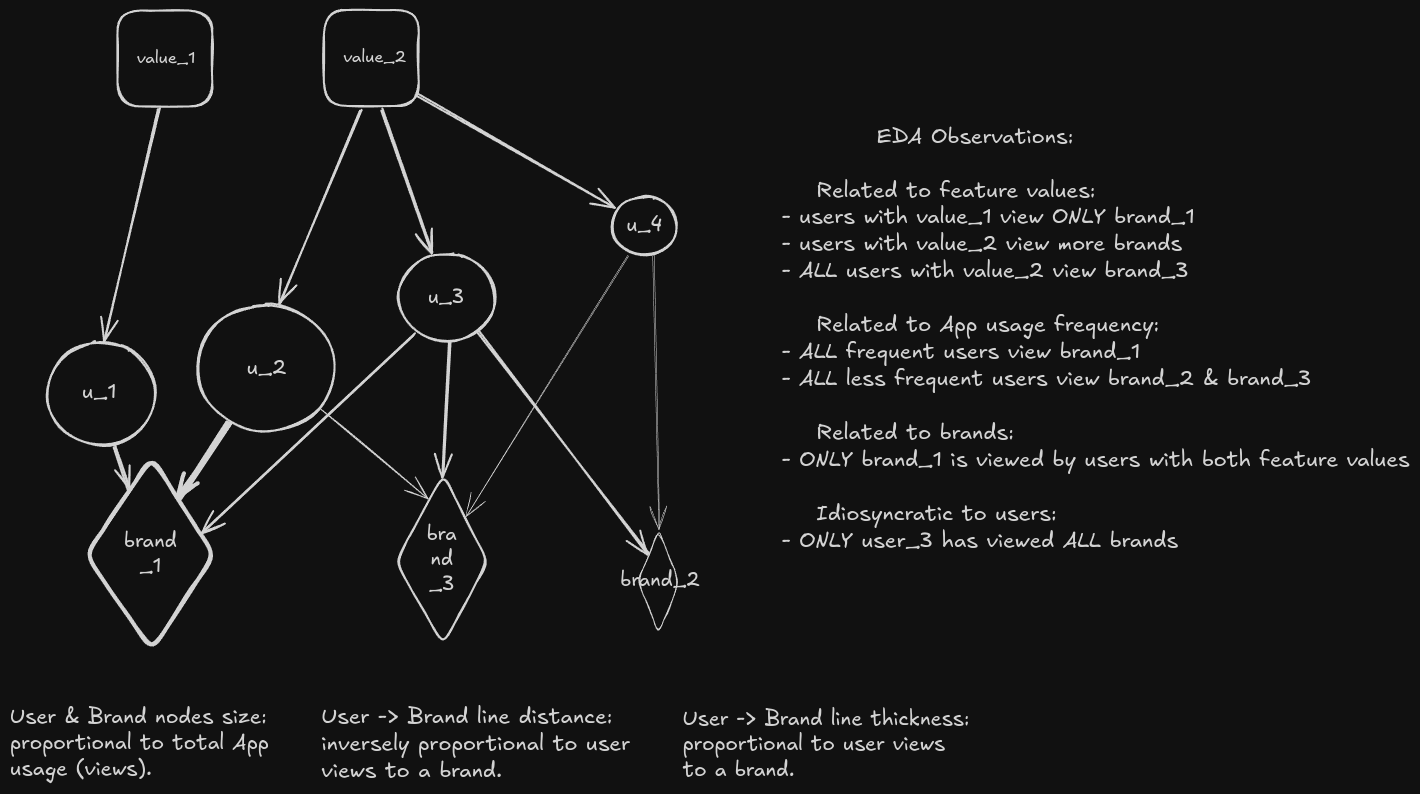 value_1
value_2
u_4
u_3
u_2
u_1
brand
_1
bra
nd
_3
brand_2
EDA Observations:
Related to feature values:
- users with value_1 view ONLY brand_1
- users with value_2 view more brands
- ALL users with value_2 view brand_3
Related to App usage frequency:
- ALL frequent users view brand_1
- ALL less frequent users view brand_2 & brand_3
Related to brands:
- ONLY brand_1 is viewed by users with both feature values
Idiosyncratic to users:
- ONLY user_3 has viewed ALL brands
User & Brand nodes size:
proportional to total App
usage (views).
User -> Brand line distance:
inversely proportional to user
views to a brand.
User -> Brand line thickness:
proportional to user views
to a brand.